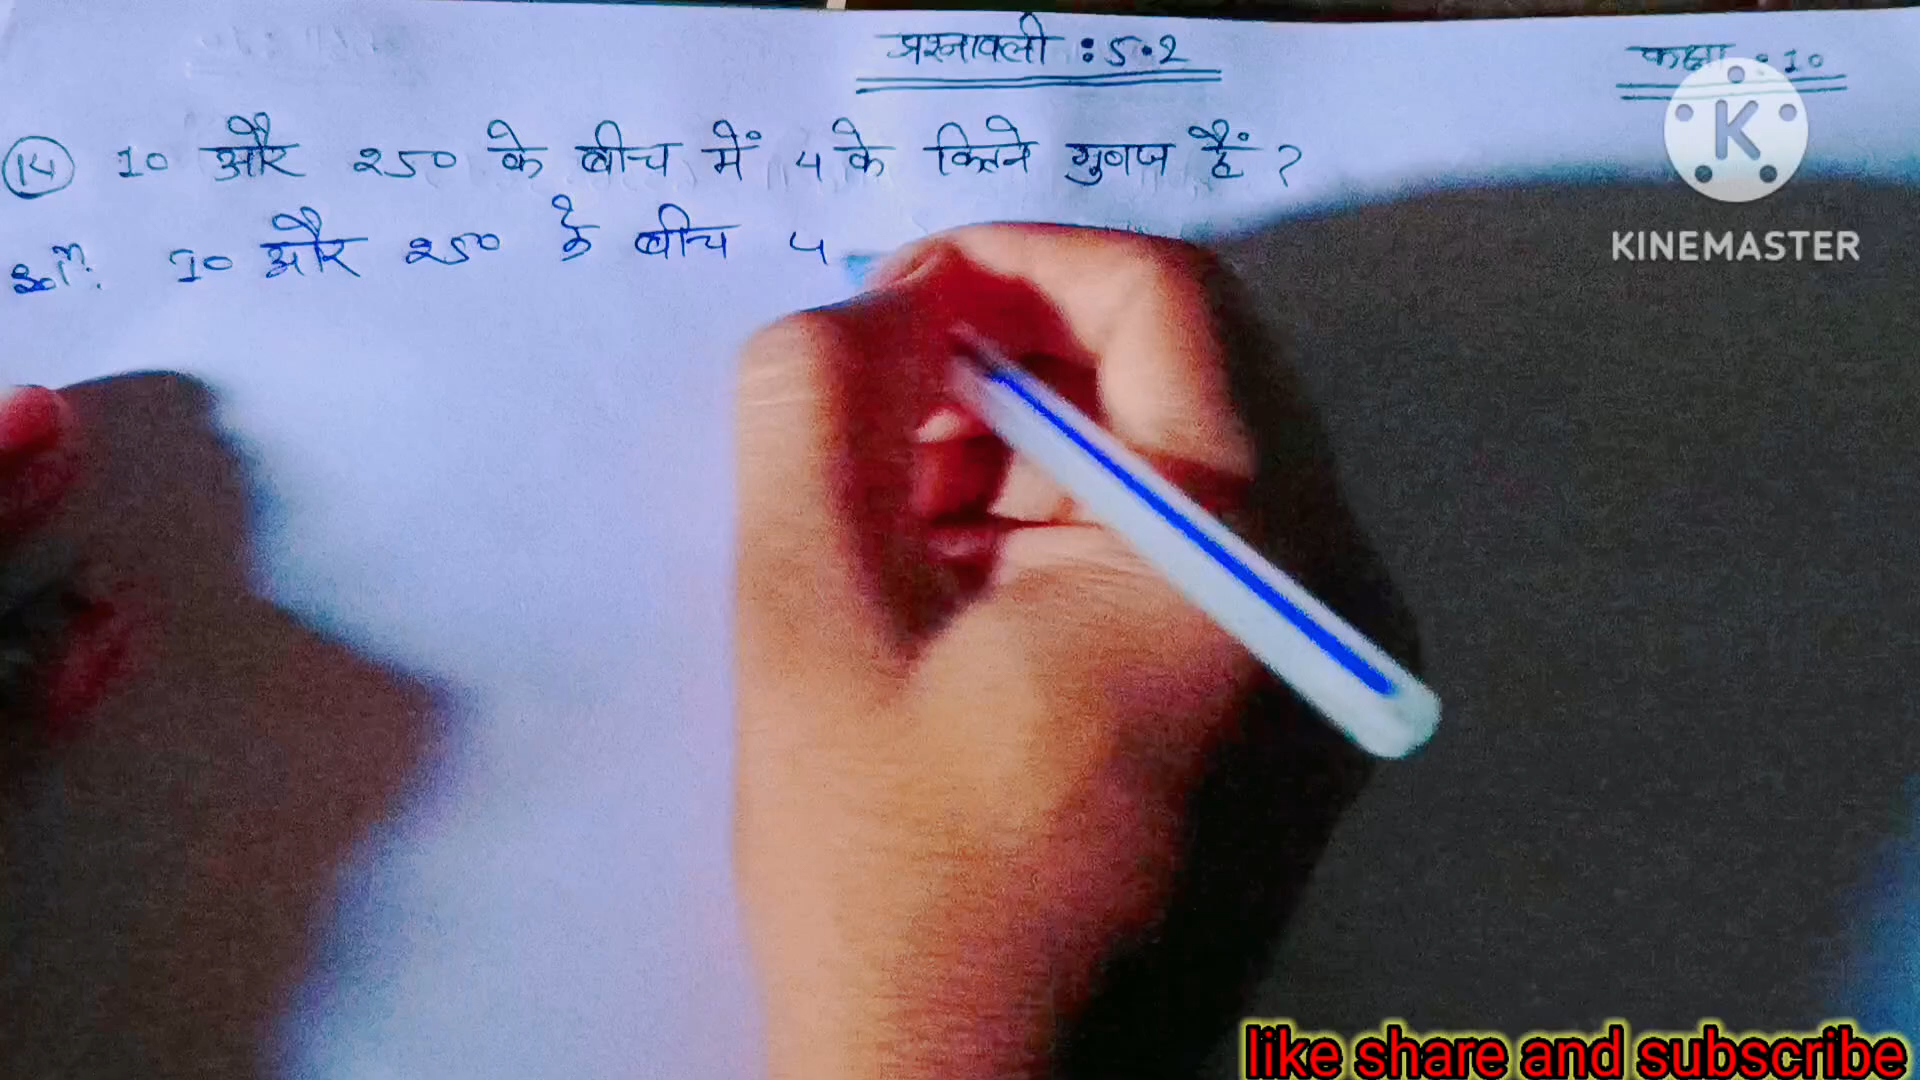 प्रश्नावली : 5.2
कक्षा : 10
(14) 10 और 250 के बीच में 4 के कितने गुणज हैं ?
Solⁿ: 10 और 250 के बीच 4
K
KINEMASTER
like share and subscribe